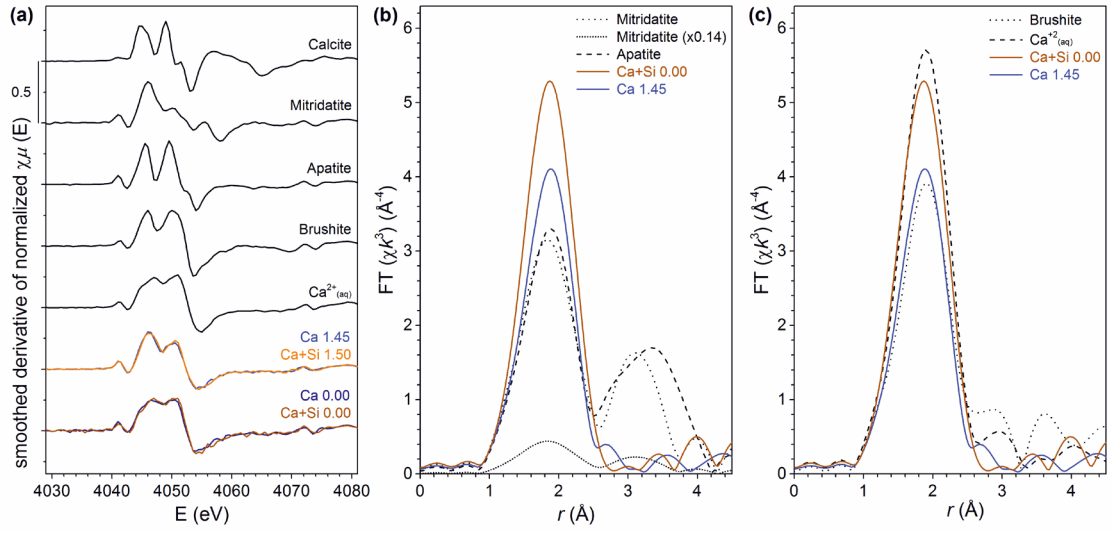 (a)
Calcite
0.5
Mitridatite
Apatite
Brushite
Ca2+(aq)
Ca 1.45
Ca+Si 1.50
Ca 0.00
Ca+Si 0.00
smoothed derivative of normalized χμ (E)
4030 4040 4050 4060 4070 4080
E (eV)
(b)
Mitridatite
Mitridatite (x0.14)
Apatite
Ca+Si 0.00
Ca 1.45
6
5
4
3
2
1
0
FT (χk³) (Å⁻⁴)
0 1 2 3 4
r (Å)
(c)
Brushite
Ca+2(aq)
Ca+Si 0.00
Ca 1.45
6
5
4
3
2
1
0
FT (χk³) (Å⁻⁴)
0 1 2 3 4
r (Å)